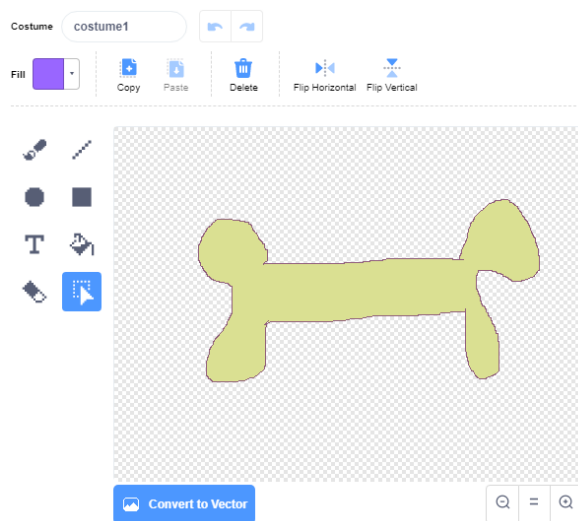 Costume costume1
Fill Copy Paste Delete Flip Horizontal Flip Vertical
T
Convert to Vector